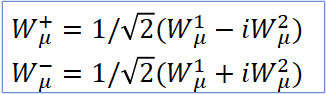 W_μ^+ = 1/√2(W_μ^1 − iW_μ^2)
W_μ^− = 1/√2(W_μ^1 + iW_μ^2)